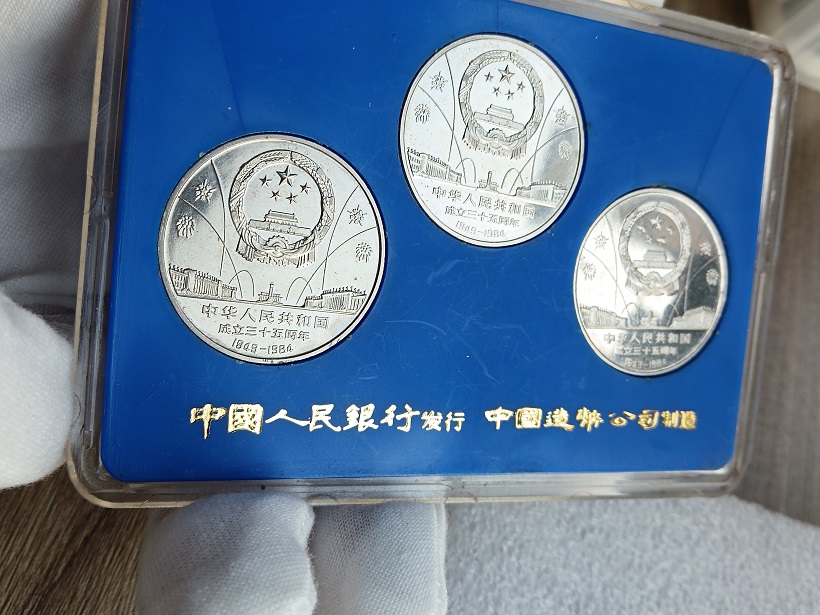 中华人民共和国
成立三十五周年
1949-1984
中华人民共和国
成立三十五周年
1949-1984
中华人民共和国
成立三十五周年
1949-1984
中國人民銀行发行 中國造幣公司制造